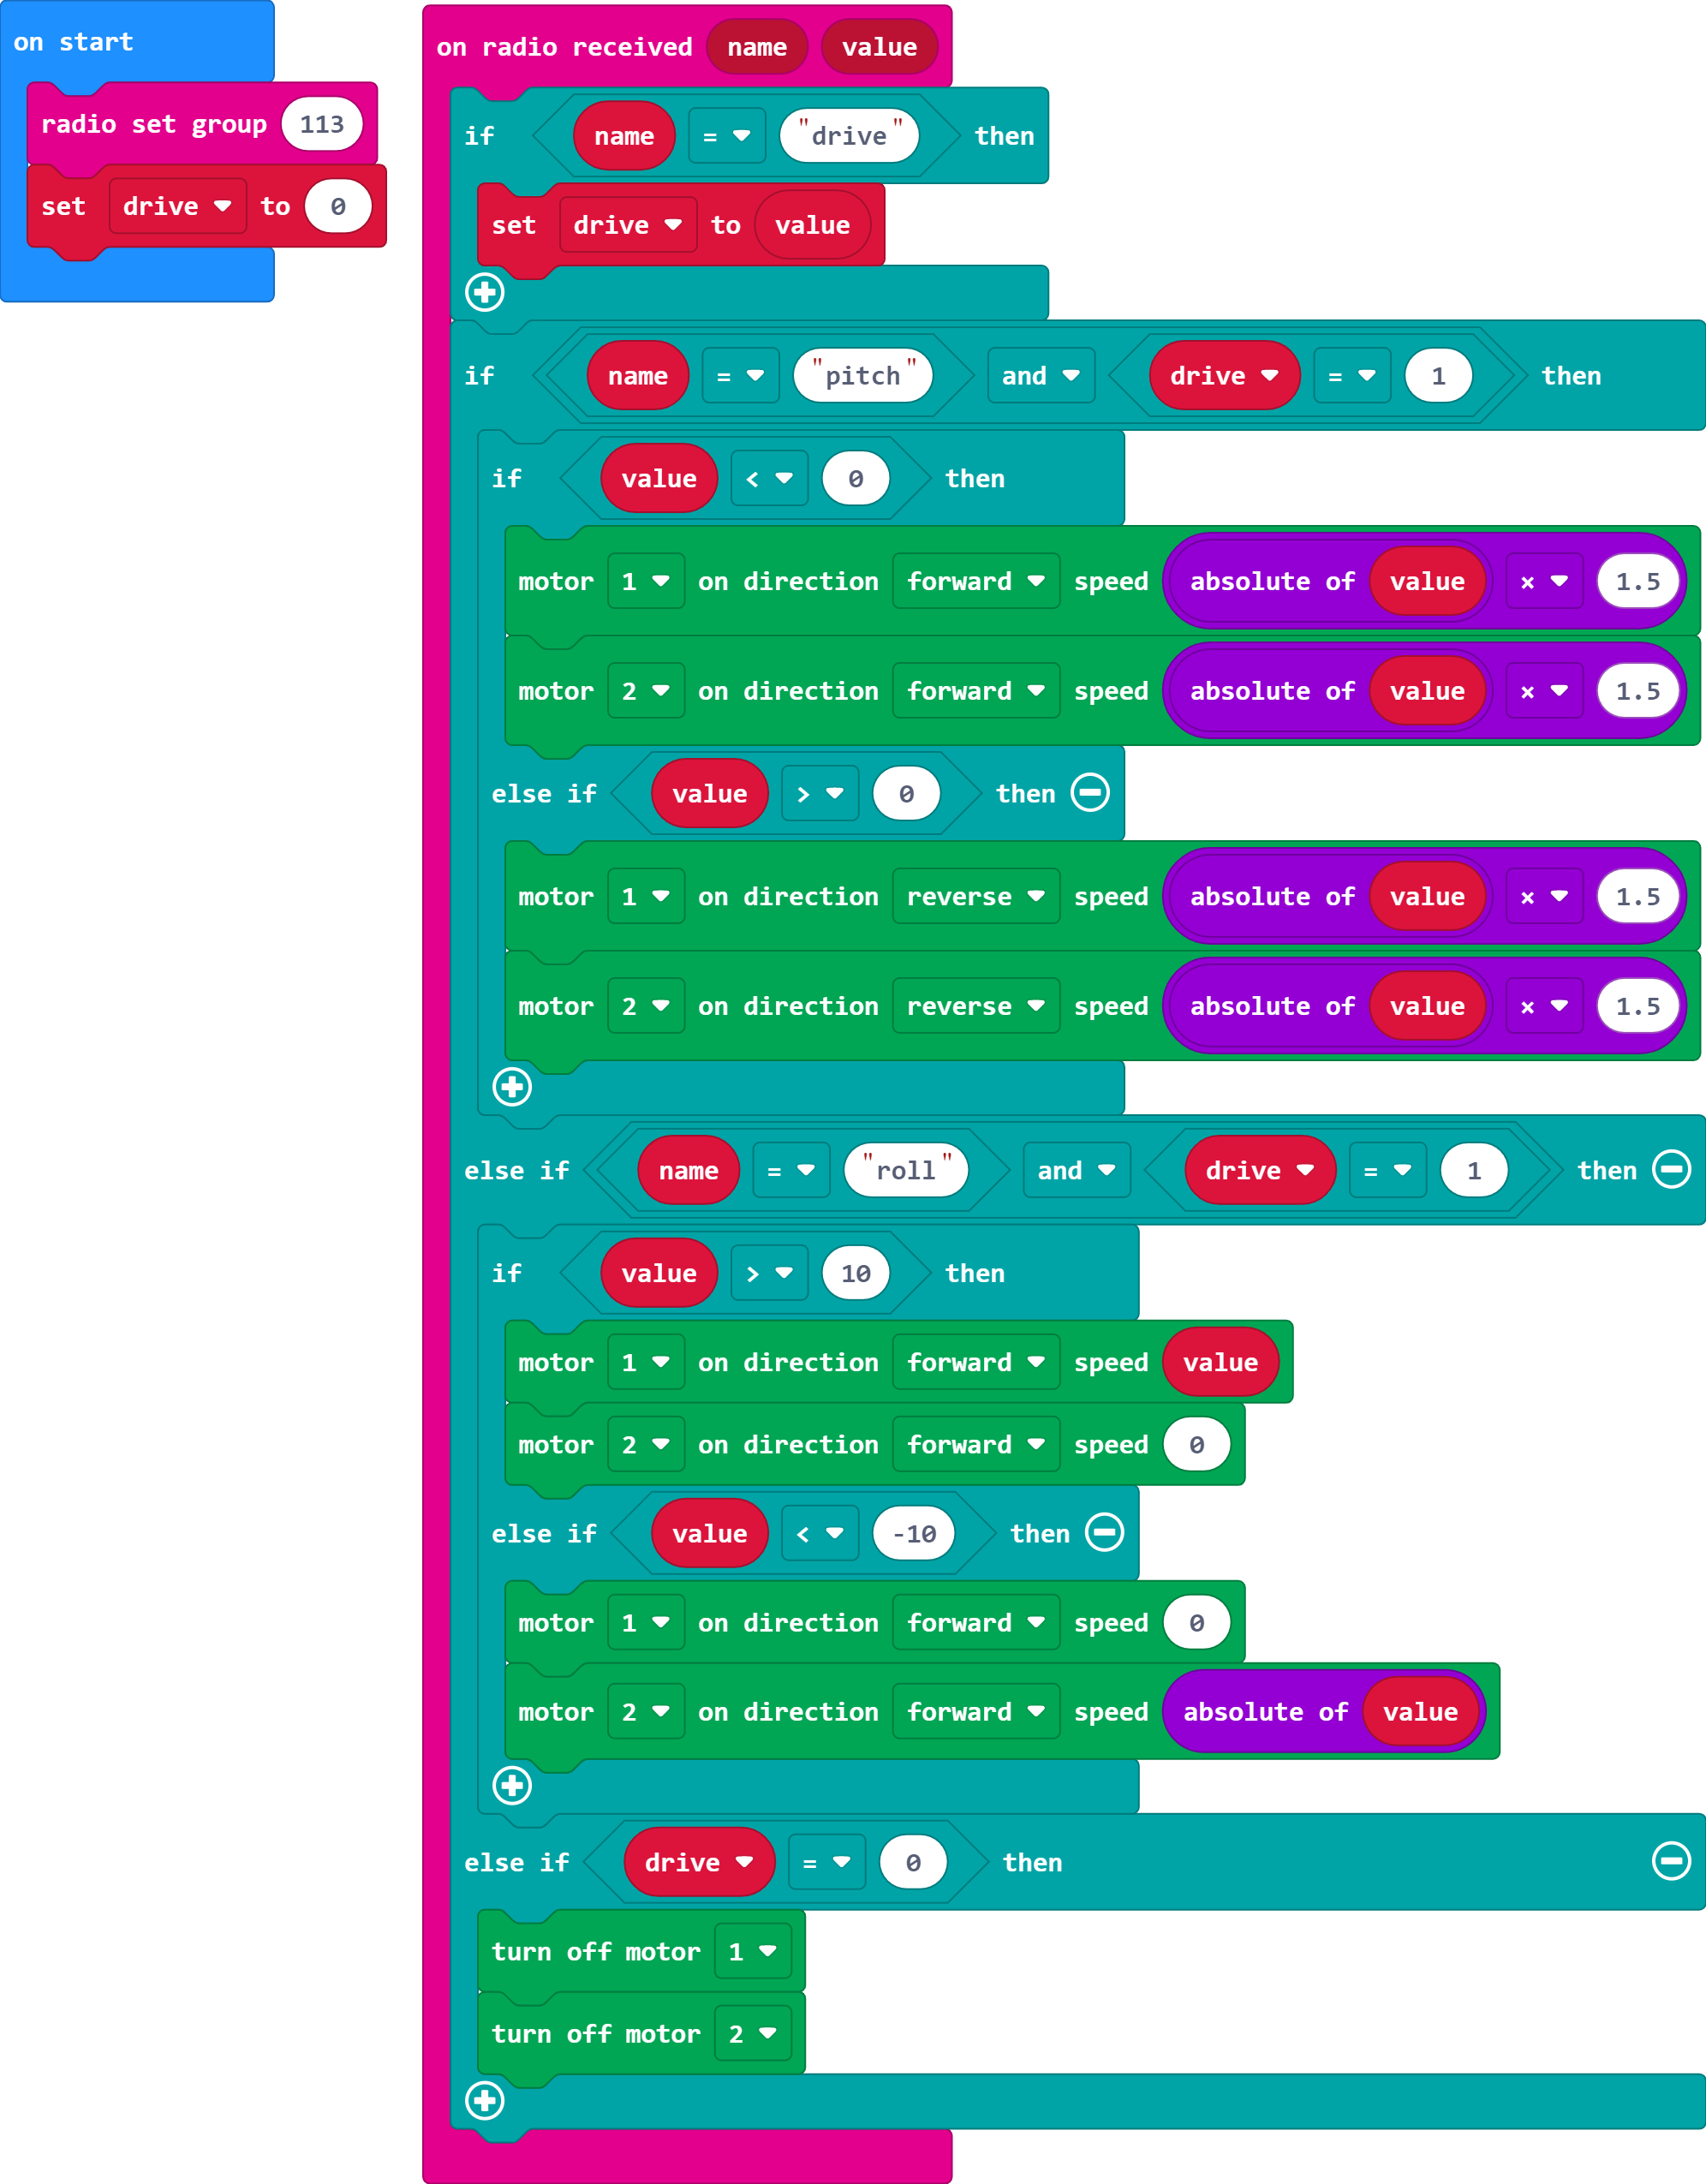 on start
radio set group 113
set drive to 0
on radio received name value
if name = "drive" then
set drive to value
if name = "pitch" and drive = 1 then
if value < 0 then
motor 1 on direction forward speed absolute of value × 1.5
motor 2 on direction forward speed absolute of value × 1.5
else if value > 0 then
motor 1 on direction reverse speed absolute of value × 1.5
motor 2 on direction reverse speed absolute of value × 1.5
else if name = "roll" and drive = 1 then
if value > 10 then
motor 1 on direction forward speed value
motor 2 on direction forward speed 0
else if value < -10 then
motor 1 on direction forward speed 0
motor 2 on direction forward speed absolute of value
else if drive = 0 then
turn off motor 1
turn off motor 2